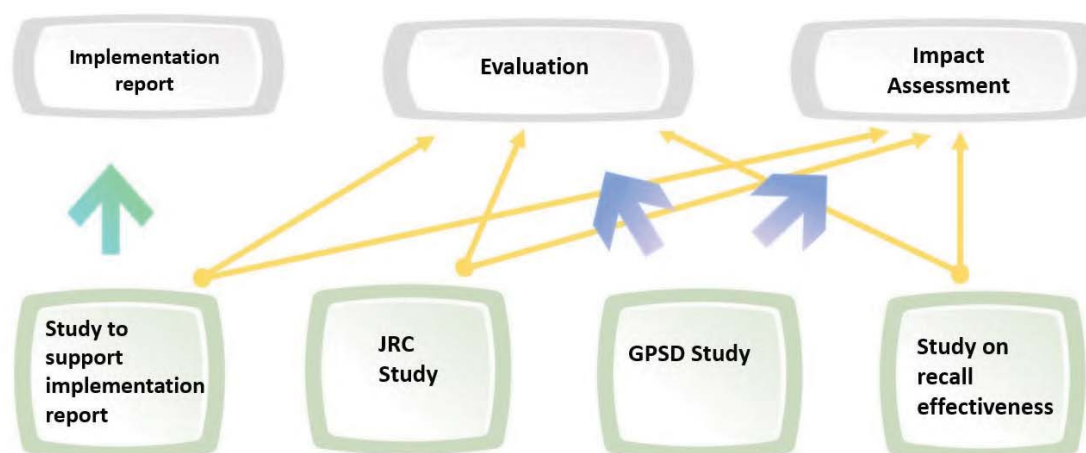 Implementation
report
Evaluation
Impact
Assessment
Study to
support
implementation
report
JRC
Study
GPSD Study
Study on
recall
effectiveness